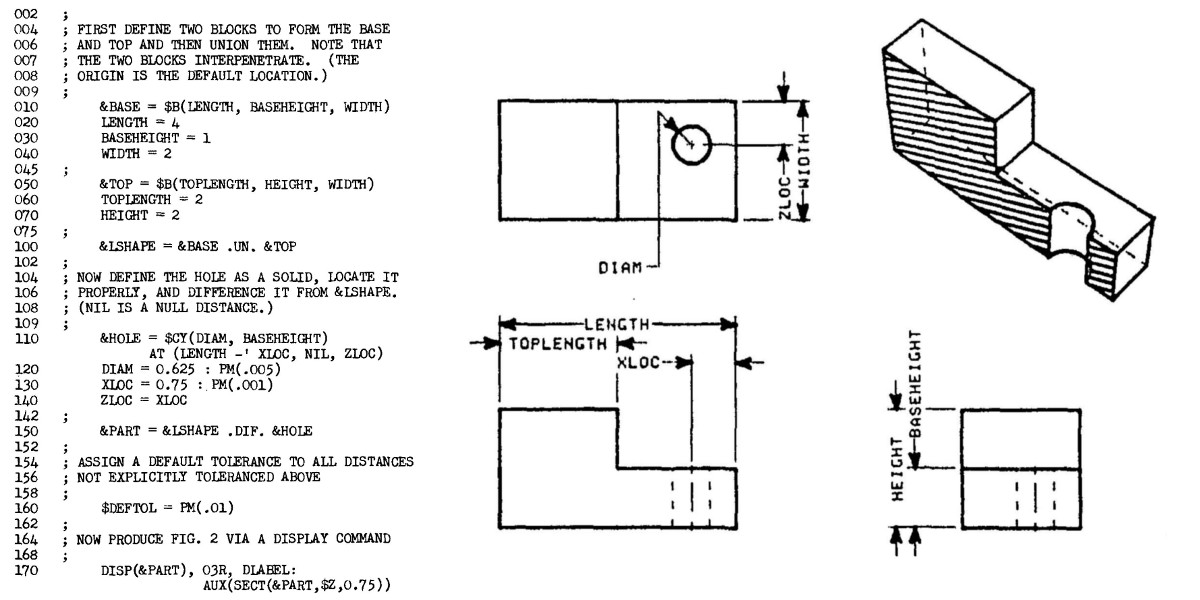 002 ;
004 ; FIRST DEFINE TWO BLOCKS TO FORM THE BASE
006 ; AND TOP AND THEN UNION THEM. NOTE THAT
007 ; THE TWO BLOCKS INTERPENETRATE. (THE
008 ; ORIGIN IS THE DEFAULT LOCATION.)
009 ;
010 &BASE = $B(LENGTH, BASEHEIGHT, WIDTH)
020 LENGTH = 4
030 BASEHEIGHT = 1
040 WIDTH = 2
045 ;
050 &TOP = $B(TOPLENGTH, HEIGHT, WIDTH)
060 TOPLENGTH = 2
070 HEIGHT = 2
075 ;
100 &LSHAPE = &BASE .UN. &TOP
102 ;
104 ; NOW DEFINE THE HOLE AS A SOLID, LOCATE IT
106 ; PROPERLY, AND DIFFERENCE IT FROM &LSHAPE.
108 ; (NIL IS A NULL DISTANCE.)
109 ;
110 &HOLE = $CY(DIAM, BASEHEIGHT)
AT (LENGTH -' XLOC, NIL, ZLOC)
120 DIAM = 0.625 : PM(.005)
130 XLOC = 0.75 : PM(.001)
140 ZLOC = XLOC
142 ;
150 &PART = &LSHAPE .DIF. &HOLE
152 ;
154 ; ASSIGN A DEFAULT TOLERANCE TO ALL DISTANCES
156 ; NOT EXPLICITLY TOLERANCED ABOVE
158 ;
160 $DEFTOL = PM(.01)
162 ;
164 ; NOW PRODUCE FIG. 2 VIA A DISPLAY COMMAND
168 ;
170 DISP(&PART), O3R, DLABEL:
AUX(SECT(&PART,$Z,0.75))
ZLOC
WIDTH
DIAM
LENGTH
TOPLENGTH
XLOC
HEIGHT
BASEHEIGHT